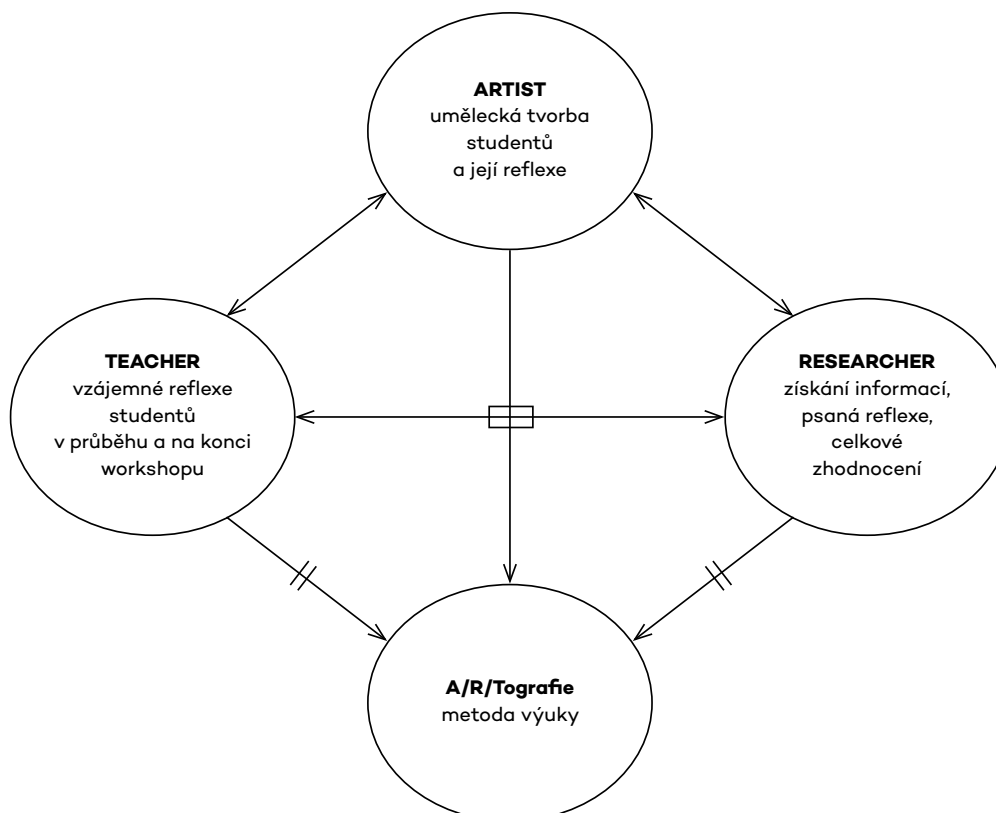 ARTIST
umělecká tvorba
studentů
a její reflexe
TEACHER
vzájemné reflexe
studentů
v průběhu a na konci
workshopu
RESEARCHER
získání informací,
psaná reflexe,
celkové
zhodnocení
A/R/Tografie
metoda výuky